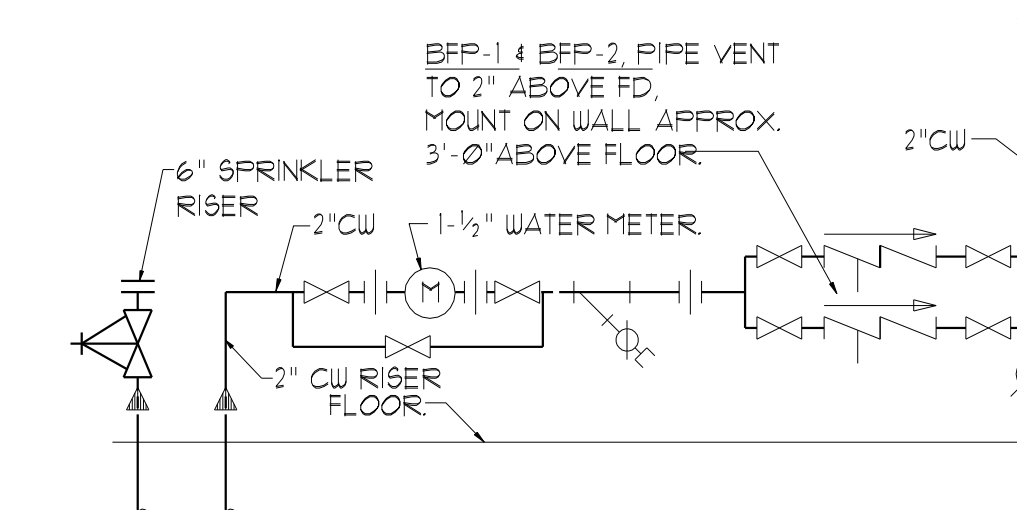 BFP-1 & BFP-2, PIPE VENT
TO 2" ABOVE FD,
MOUNT ON WALL APPROX.
3'-0" ABOVE FLOOR.
2"CW
6" SPRINKLER
RISER
2"CW
1-½" WATER METER.
M
2" CW RISER
FLOOR.